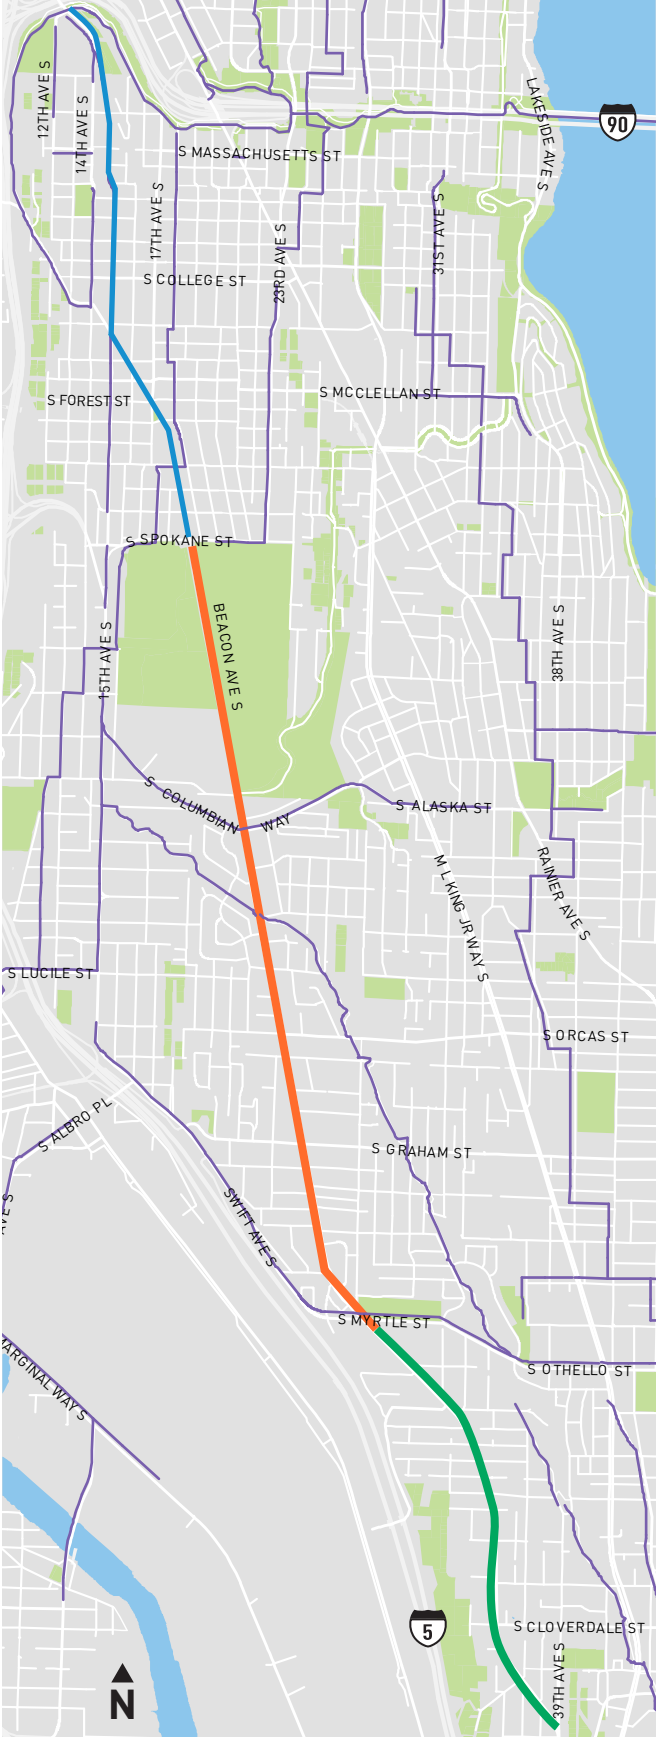 12TH AVE S
14TH AVE S
LAKESIDE AVE S
90
S MASSACHUSETTS ST
17TH AVE S
31ST AVE S
23RD AVE S
S COLLEGE ST
S MCCLELLAN ST
S FOREST ST
S SPOKANE ST
BEACON AVE S
15TH AVE S
38TH AVE S
S COLUMBIAN WAY
S ALASKA ST
M L KING JR WAY S
RAINIER AVE S
S LUCILE ST
S ORCAS ST
S ALBRO PL
S GRAHAM ST
AVE S
SWIFT AVE S
S MYRTLE ST
MARGINAL WAY S
S OTHELLO ST
5
S CLOVERDALE ST
39TH AVE S
N